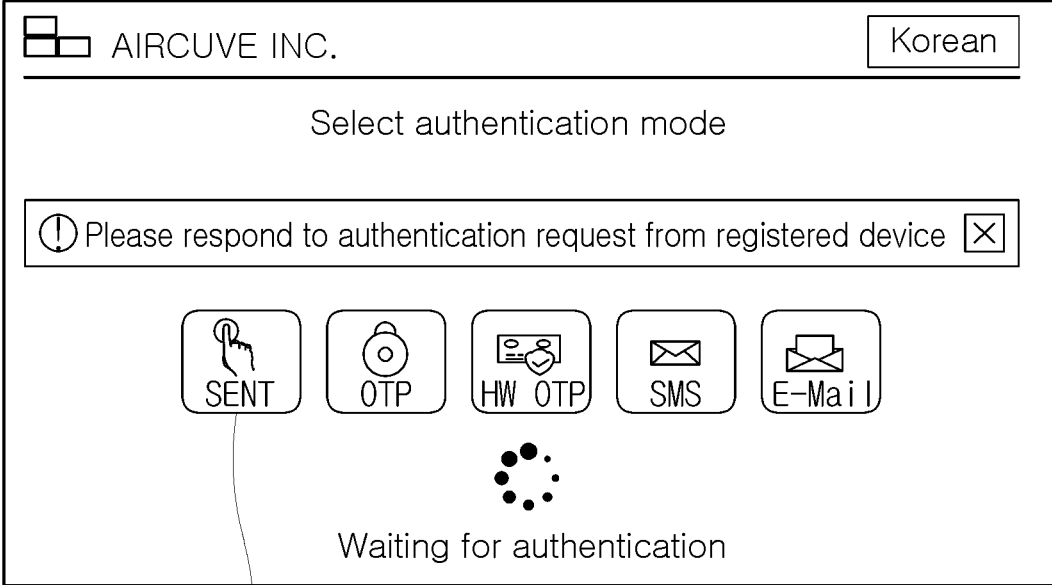 AIRCUVE INC.
Korean
Select authentication mode
Please respond to authentication request from registered device
SENT
OTP
HW OTP
SMS
E-Mail
Waiting for authentication